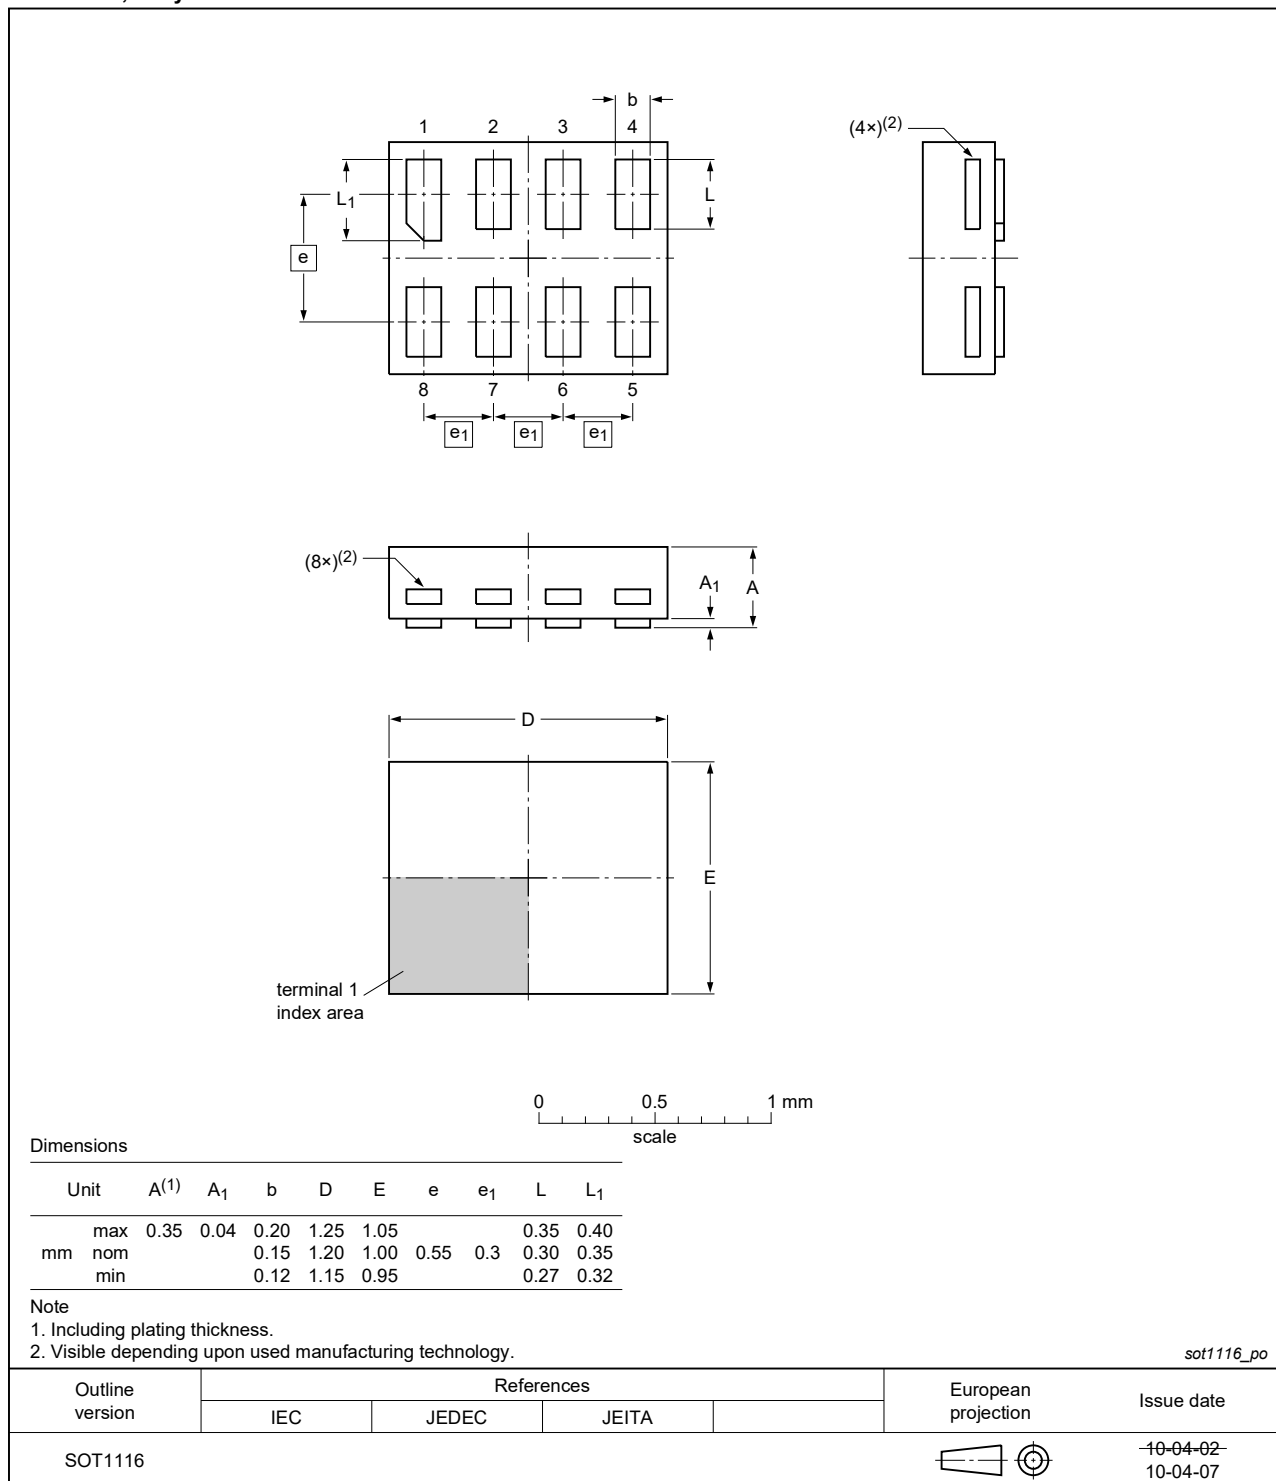 b
1 2 3 4
(4×)(2)
L1
L
e
8 7 6 5
e1 e1 e1
(8×)(2)
A1 A
D
E
terminal 1
index area
0 0.5 1 mm
scale
Dimensions
Unit A(1) A1 b D E e e1 L L1
max 0.35 0.04 0.20 1.25 1.05 0.35 0.40
mm nom 0.15 1.20 1.00 0.55 0.3 0.30 0.35
min 0.12 1.15 0.95 0.27 0.32
Note
1. Including plating thickness.
2. Visible depending upon used manufacturing technology.
sot1116_po
Outline version References European projection Issue date
IEC JEDEC JEITA
SOT1116 10-04-02
10-04-07